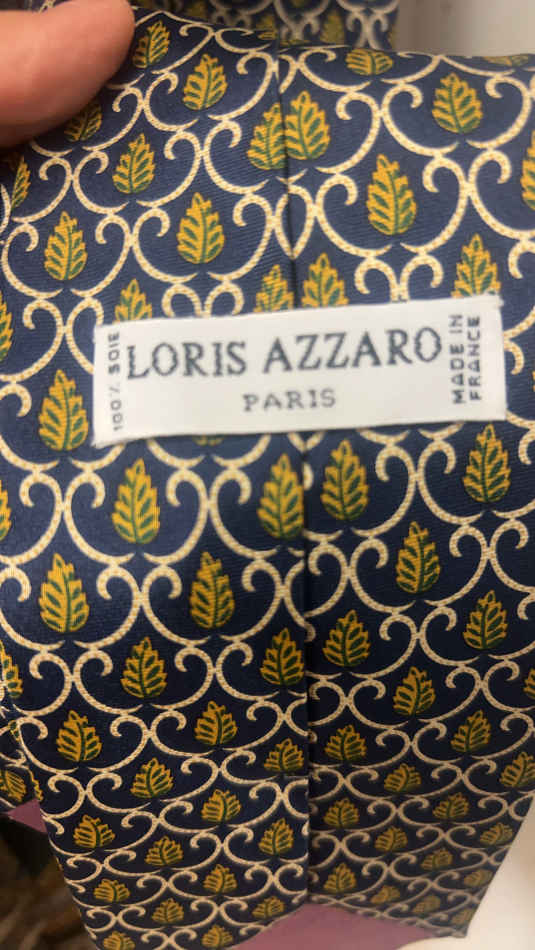 100% SOIE
LORIS AZZARO
PARIS
MADE IN
FRANCE